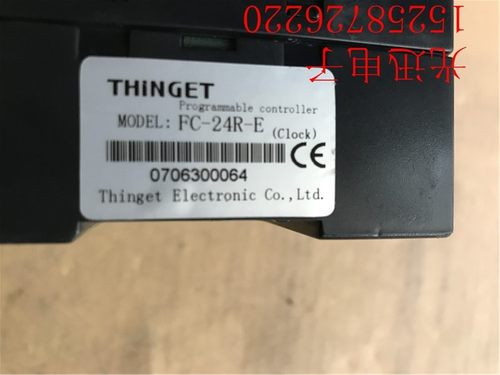 THINGET
Programmable controller
MODEL: FC-24R-E (Clock)
CE
0706300064
Thinget Electronic Co.,Ltd.
光迅电子
15258726220